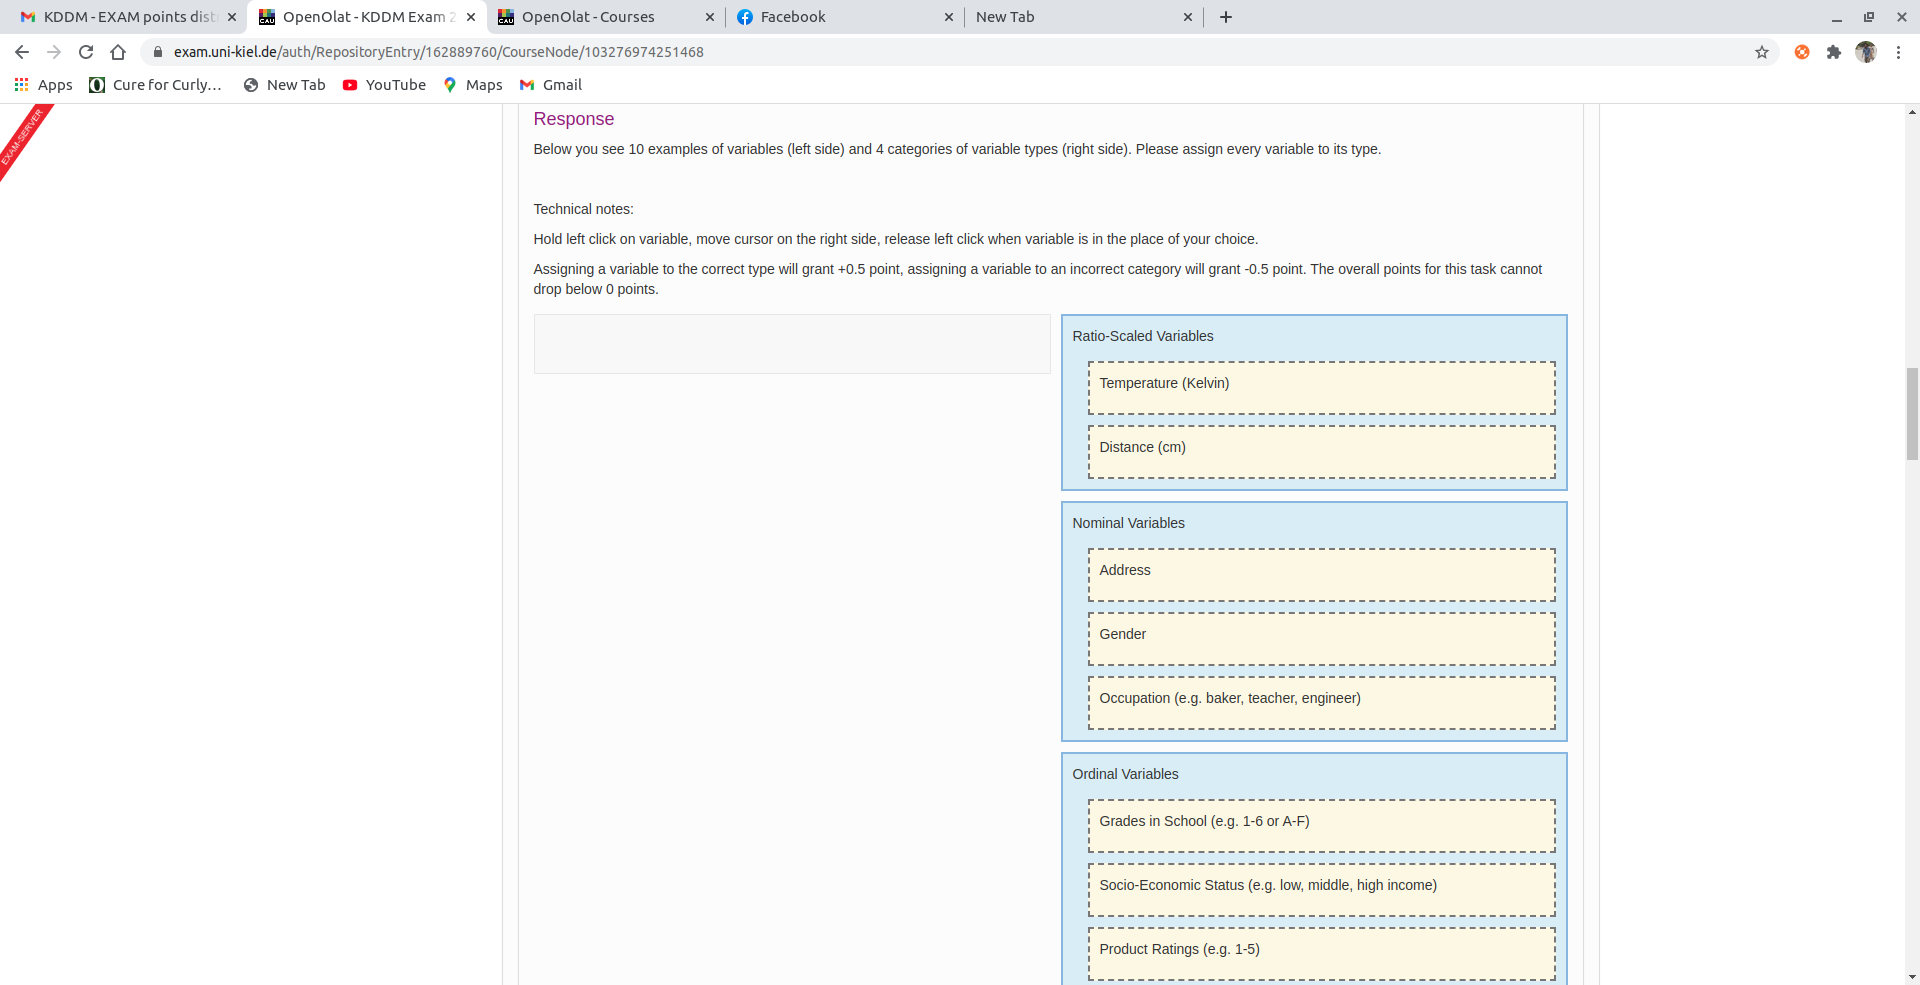 KDDM - EXAM points dist
OpenOlat - KDDM Exam 2
OpenOlat - Courses
Facebook
New Tab
exam.uni-kiel.de/auth/RepositoryEntry/162889760/CourseNode/103276974251468
Apps
Cure for Curly...
New Tab
YouTube
Maps
Gmail
EXAM-SERVER
Response
Below you see 10 examples of variables (left side) and 4 categories of variable types (right side). Please assign every variable to its type.
Technical notes:
Hold left click on variable, move cursor on the right side, release left click when variable is in the place of your choice.
Assigning a variable to the correct type will grant +0.5 point, assigning a variable to an incorrect category will grant -0.5 point. The overall points for this task cannot
drop below 0 points.
Ratio-Scaled Variables
Temperature (Kelvin)
Distance (cm)
Nominal Variables
Address
Gender
Occupation (e.g. baker, teacher, engineer)
Ordinal Variables
Grades in School (e.g. 1-6 or A-F)
Socio-Economic Status (e.g. low, middle, high income)
Product Ratings (e.g. 1-5)